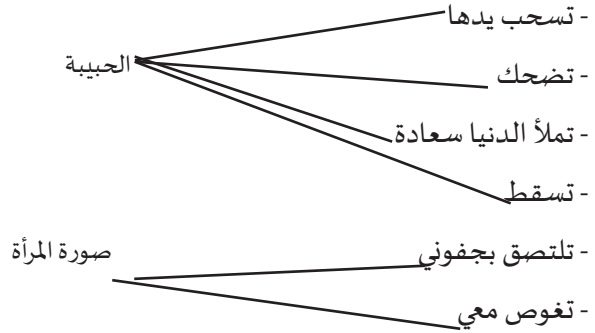 - تسحب يدها
الحبيبة
- تضحك
- تملأ الدنيا سعادة
- تسقط
صورة المرأة
- تلتصق بجفوني
- تغوص معي